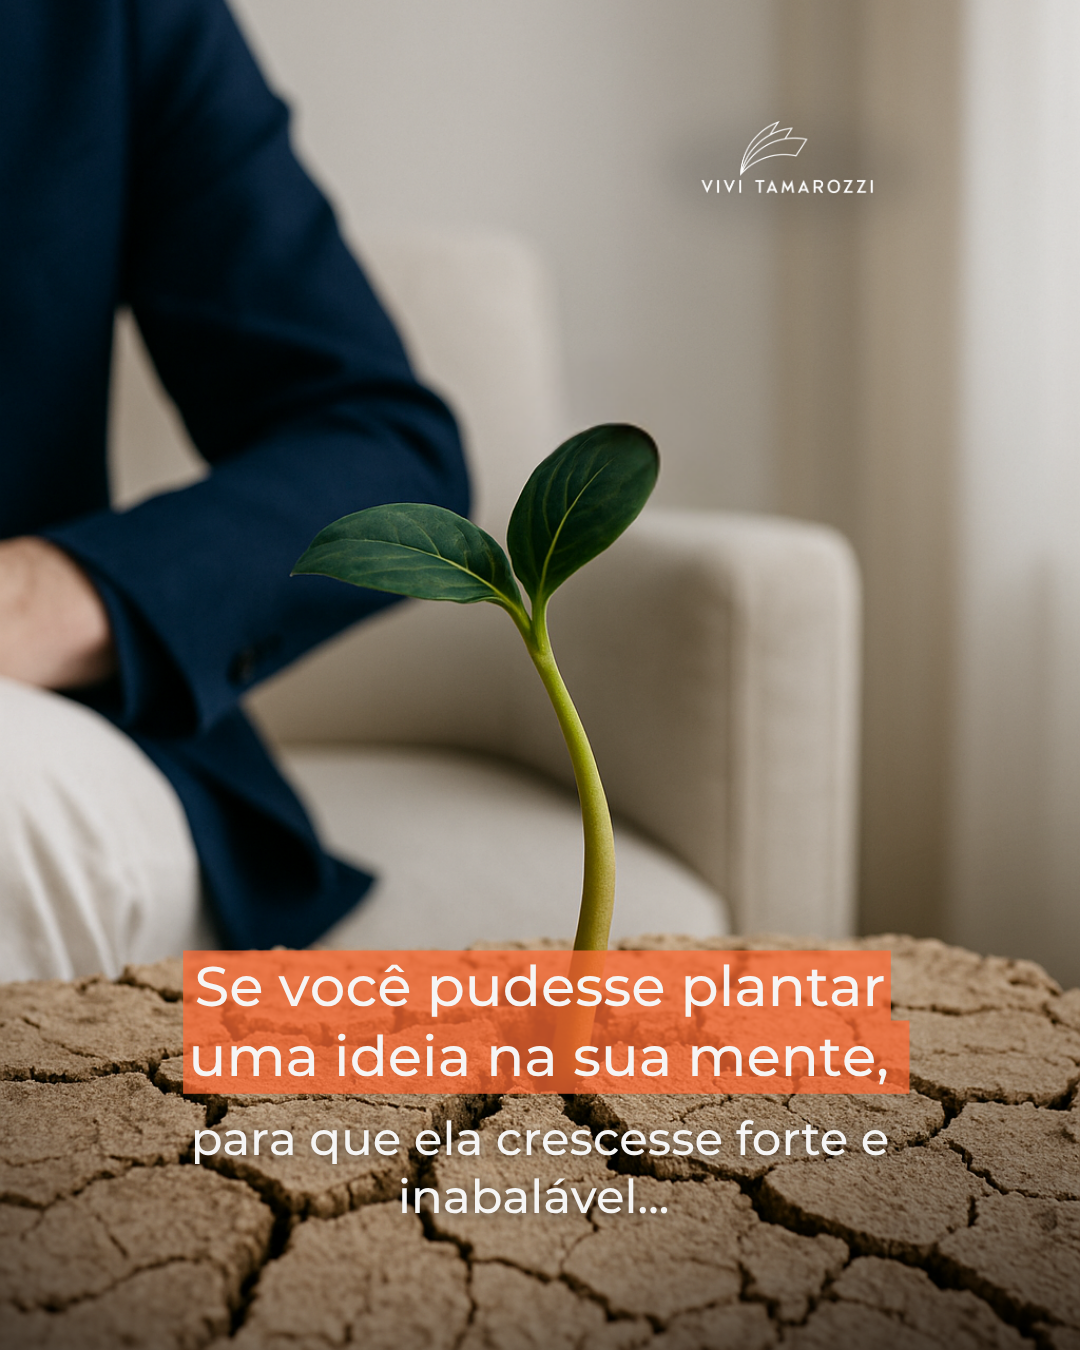 VIVI TAMAROZZI
Se você pudesse plantar
uma ideia na sua mente,
para que ela crescesse forte e
inabalável...